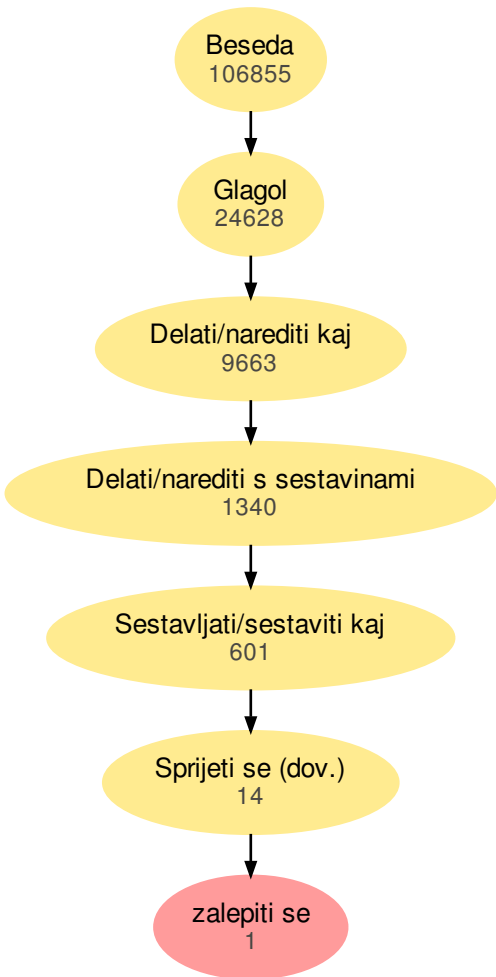 Beseda
106855
Glagol
24628
Delati/narediti kaj
9663
Delati/narediti s sestavinami
1340
Sestavljati/sestaviti kaj
601
Sprijeti se (dov.)
14
zalepiti se
1